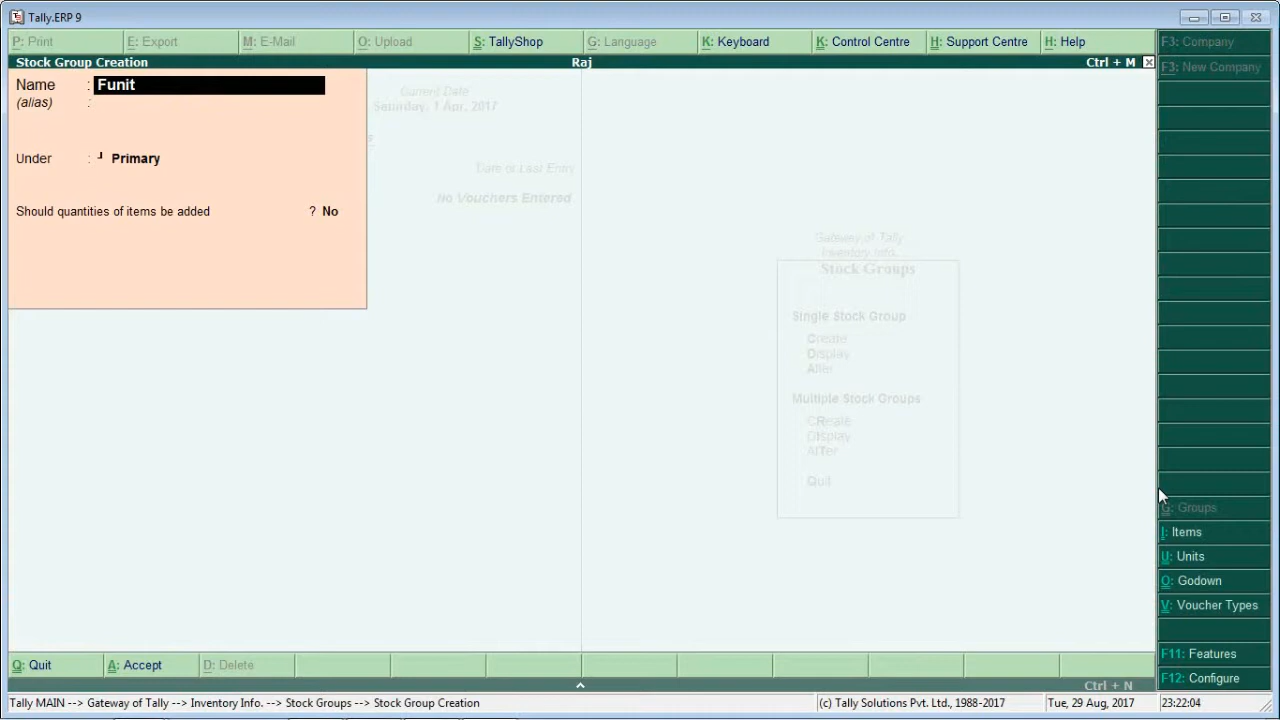 Tally.ERP 9
P: Print E: Export M: E-Mail O: Upload S: TallyShop G: Language K: Keyboard K: Control Centre H: Support Centre H: Help F3: Company
Stock Group Creation Raj Ctrl + M
F3: New Company
Name : Funit
(alias) :
Current Date
Saturday, 1 Apr, 2017
Under : Primary
Date of Last Entry
No Vouchers Entered
Should quantities of items be added ? No
Gateway of Tally
Inventory Info.
Stock Groups
Single Stock Group
Create
Display
Alter
Multiple Stock Groups
CReate
DIsplay
AlTer
Quit
G: Groups
I: Items
U: Units
O: Godown
V: Voucher Types
F11: Features
F12: Configure
Q: Quit A: Accept D: Delete
Ctrl + N
Tally MAIN --> Gateway of Tally --> Inventory Info. --> Stock Groups --> Stock Group Creation (c) Tally Solutions Pvt. Ltd., 1988-2017 Tue, 29 Aug, 2017 23:22:04